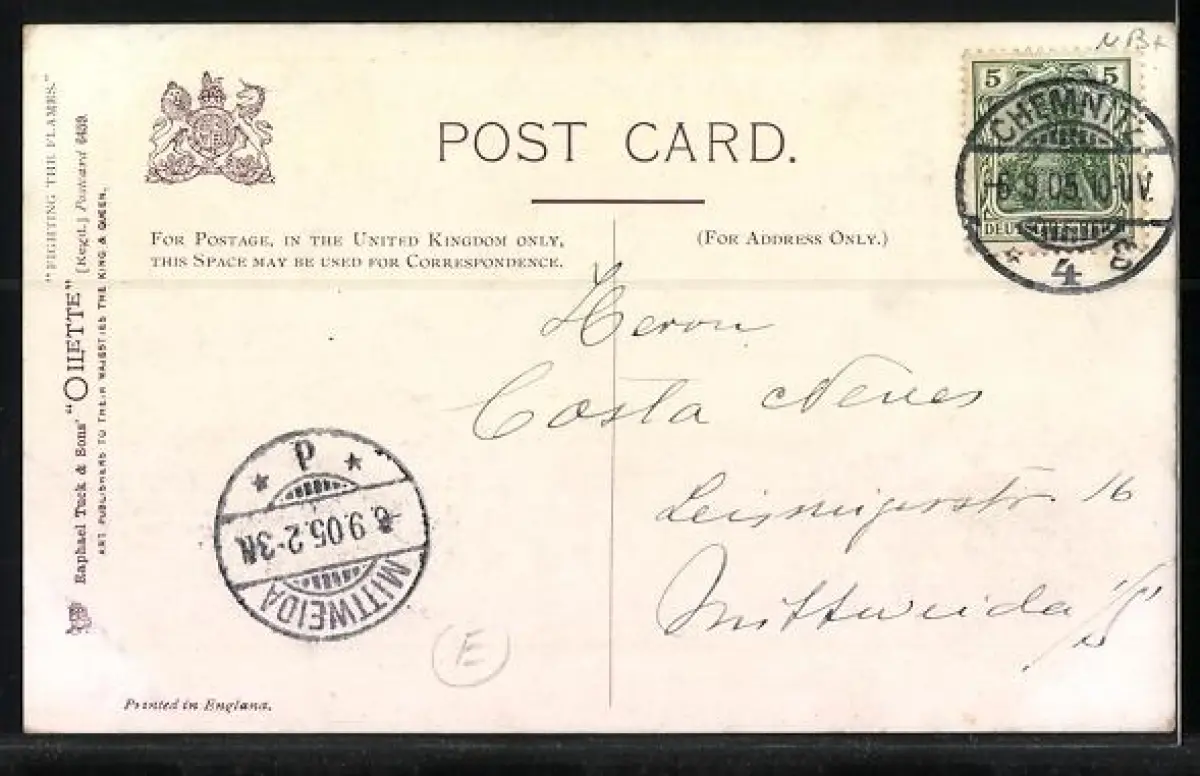 "FIGHTING THE FLAMES."
Raphael Tuck & Sons' "OILETTE" [Regd.] Postcard 6459.
ART PUBLISHERS TO THEIR MAJESTIES THE KING & QUEEN.
POST CARD.
FOR POSTAGE, IN THE UNITED KINGDOM ONLY,
THIS SPACE MAY BE USED FOR CORRESPONDENCE.
(FOR ADDRESS ONLY.)
5 5
CHEMNITZ
6.9.05.10-11V.
4
Herrn
Costa Neves
Leisnigerstr. 16
Mittweida i/S
P
6.9.05.2-3N
MITTWEIDA
E
Printed in England.